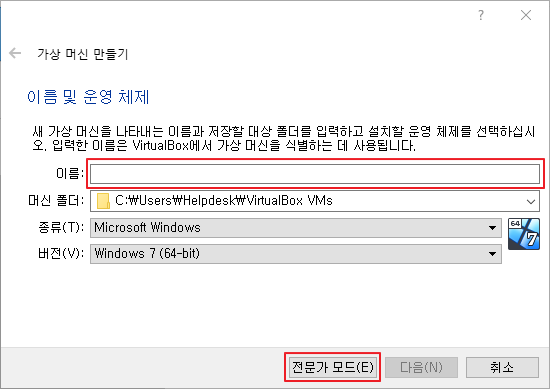 ?
가상 머신 만들기
이름 및 운영 체제
새 가상 머신을 나타내는 이름과 저장할 대상 폴더를 입력하고 설치할 운영 체제를 선택하십시
오. 입력한 이름은 VirtualBox에서 가상 머신을 식별하는 데 사용됩니다.
이름:
머신 폴더: C:₩Users₩Helpdesk₩VirtualBox VMs
종류(T): Microsoft Windows
버전(V): Windows 7 (64-bit)
64
7
전문가 모드(E) 다음(N) 취소